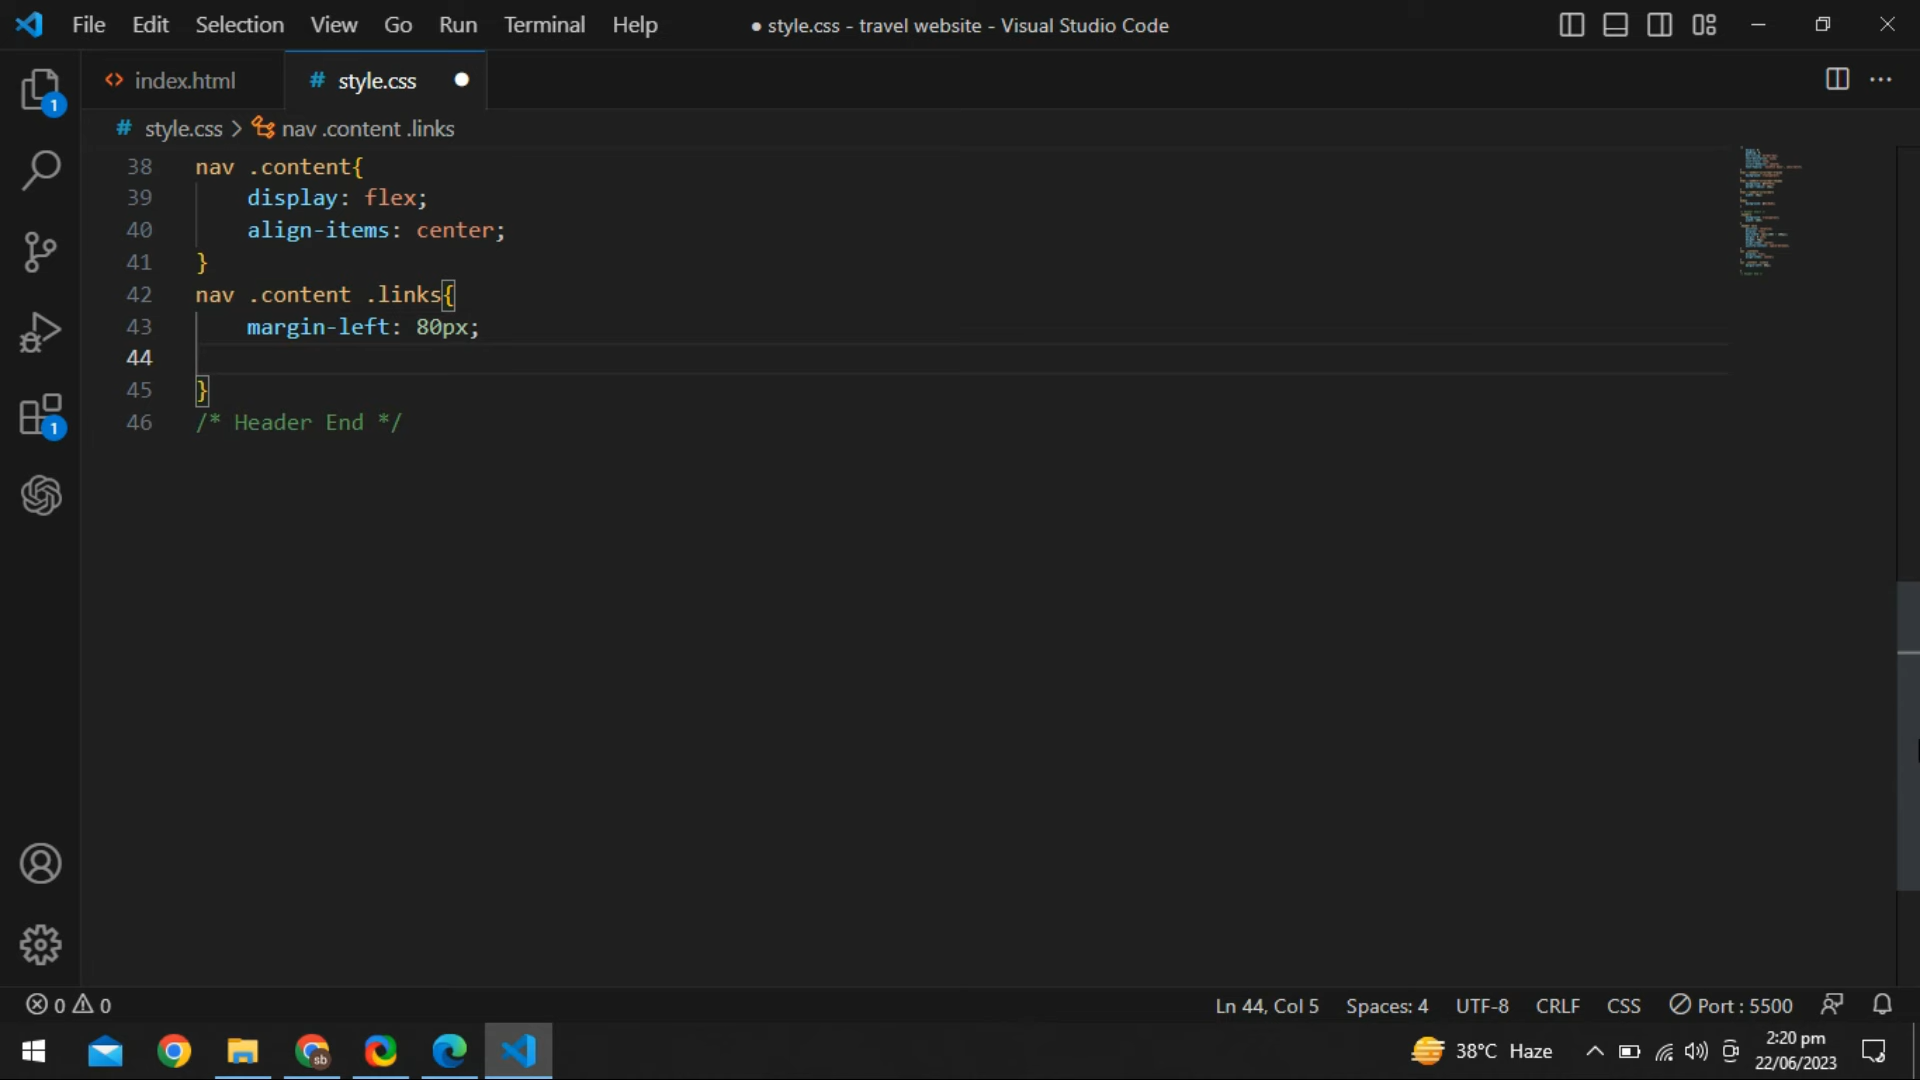 File Edit Selection View Go Run Terminal Help
● style.css - travel website - Visual Studio Code
<> index.html
# style.css ●
# style.css > nav .content .links
1
1
38 nav .content{
39 display: flex;
40 align-items: center;
41 }
42 nav .content .links{
43 margin-left: 80px;
44
45 }
46 /* Header End */
0 0
Ln 44, Col 5 Spaces: 4 UTF-8 CRLF CSS Port : 5500
sb
38°C Haze
2:20 pm
22/06/2023